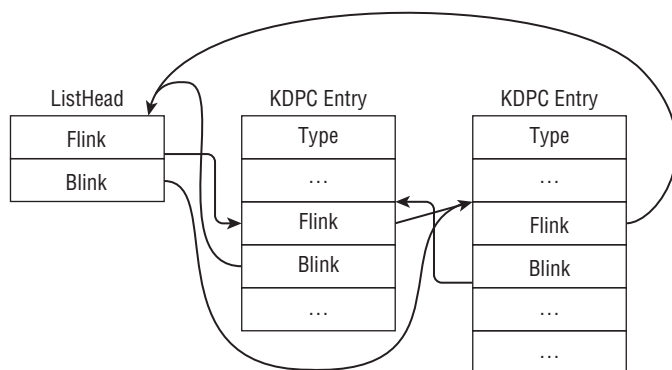 ListHead
Flink
Blink
KDPC Entry
Type
…
Flink
Blink
…
KDPC Entry
Type
…
Flink
Blink
…
…